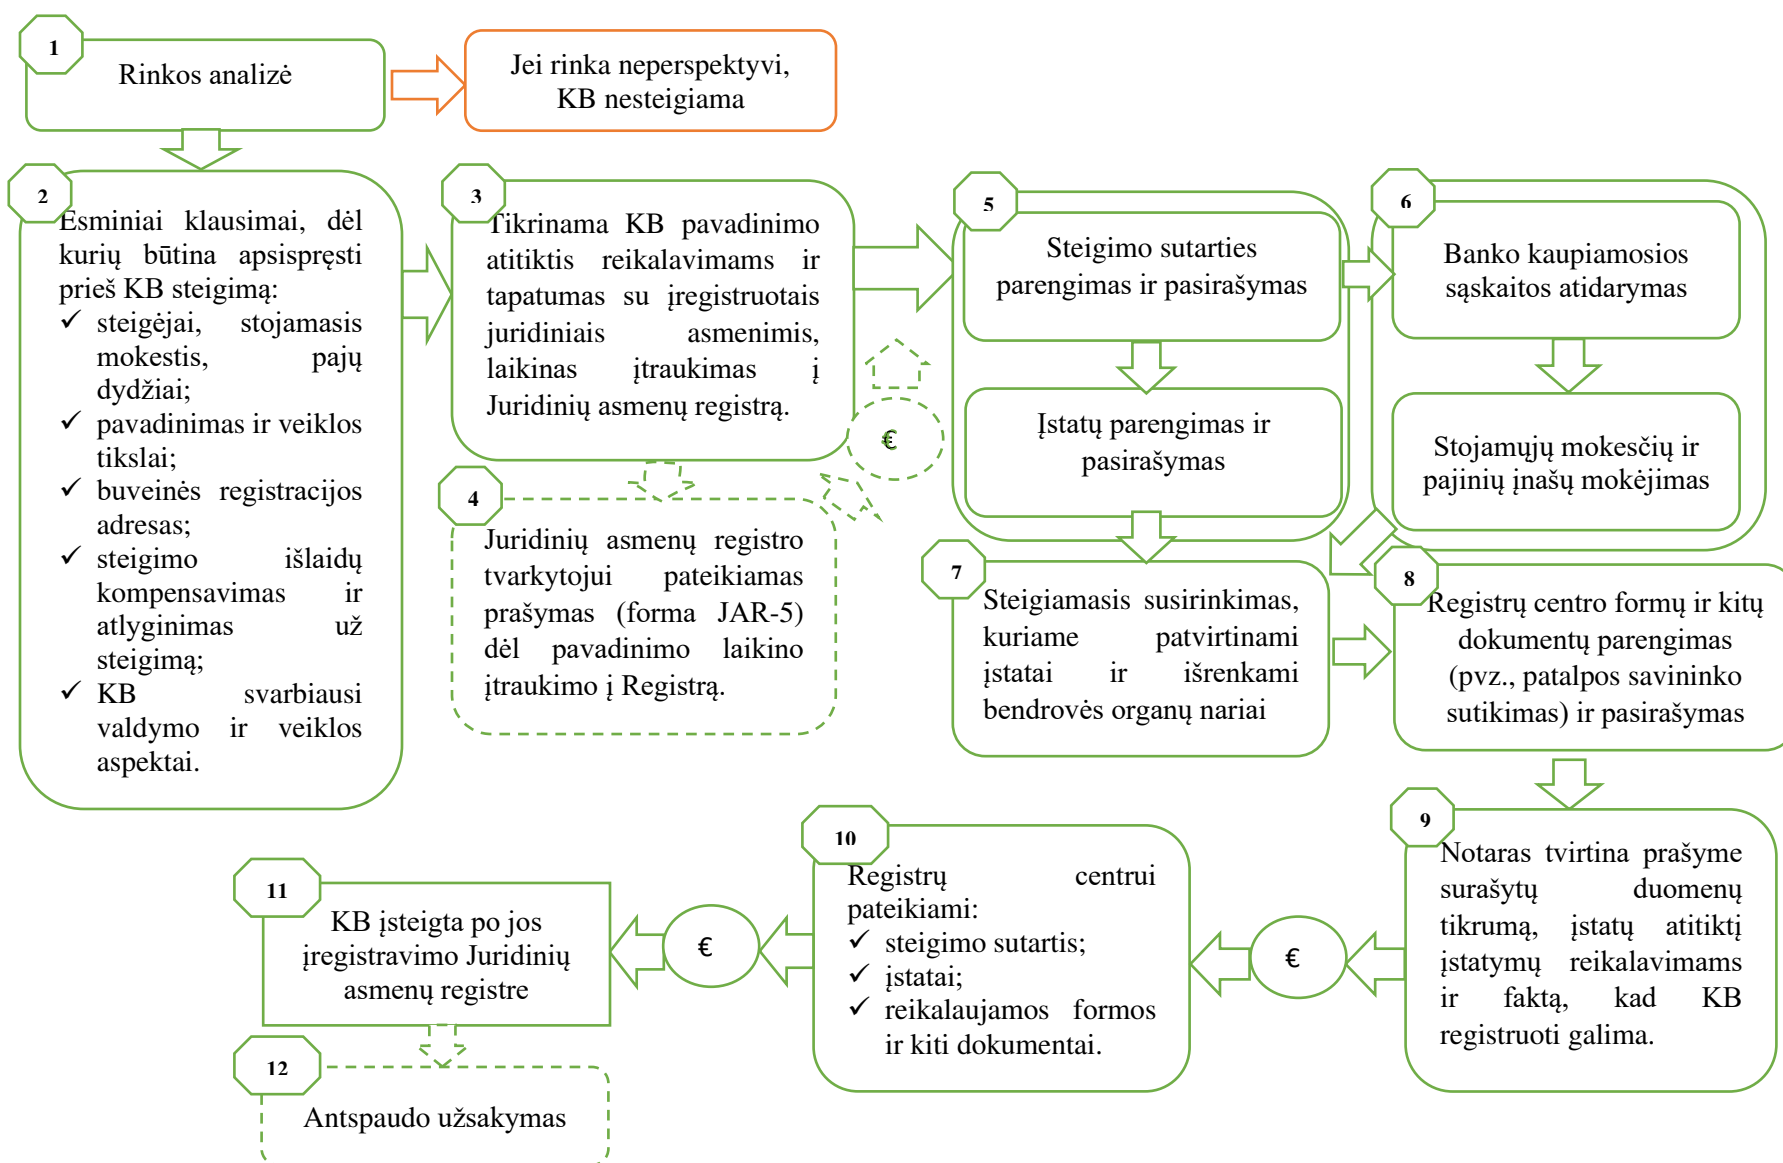 1
Rinkos analizė
Jei rinka neperspektyvi,
KB nesteigiama
2
Esminiai klausimai, dėl
kurių būtina apsispręsti
prieš KB steigimą:
✓ steigėjai, stojamasis
mokestis, pajų
dydžiai;
✓ pavadinimas ir veiklos
tikslai;
✓ buveinės registracijos
adresas;
✓ steigimo išlaidų
kompensavimas ir
atlyginimas už
steigimą;
✓ KB svarbiausi
valdymo ir veiklos
aspektai.
3
Tikrinama KB pavadinimo
atitiktis reikalavimams ir
tapatumas su įregistruotais
juridiniais asmenimis,
laikinas įtraukimas į
Juridinių asmenų registrą.
4
Juridinių asmenų registro
tvarkytojui pateikiamas
prašymas (forma JAR-5)
dėl pavadinimo laikino
įtraukimo į Registrą.
€
5
Steigimo sutarties
parengimas ir pasirašymas
Įstatų parengimas ir
pasirašymas
6
Banko kaupiamosios
sąskaitos atidarymas
Stojamųjų mokesčių ir
pajinių įnašų mokėjimas
7
Steigiamasis susirinkimas,
kuriame patvirtinami
įstatai ir išrenkami
bendrovės organų nariai
8
Registrų centro formų ir kitų
dokumentų parengimas
(pvz., patalpos savininko
sutikimas) ir pasirašymas
9
Notaras tvirtina prašyme
surašytų duomenų
tikrumą, įstatų atitiktį
įstatymų reikalavimams
ir faktą, kad KB
registruoti galima.
€
10
Registrų centrui
pateikiami:
✓ steigimo sutartis;
✓ įstatai;
✓ reikalaujamos formos
ir kiti dokumentai.
€
11
KB įsteigta po jos
įregistravimo Juridinių
asmenų registre
12
Antspaudo užsakymas